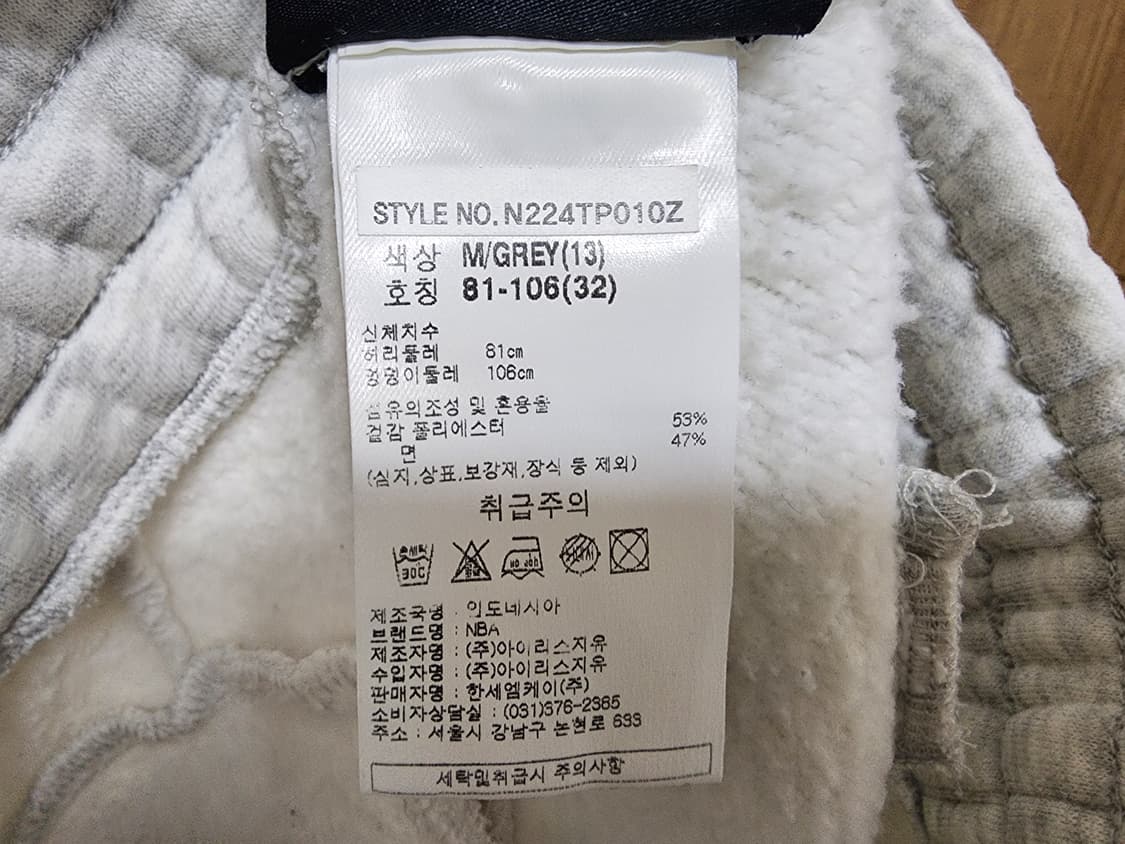 STYLE NO. N224TP010Z
색상 M/GREY(13)
호칭 81-106(32)
신체치수
허리둘레 81cm
엉덩이둘레 106cm
섬유의조성 및 혼용율
겉감 폴리에스터 53%
면 47%
(심지,상표,보강재,장식 등 제외)
취급주의
손세탁 30C
제조국명 : 인도네시아
브랜드명 : NBA
제조자명 : (주)아이리스지유
수입자명 : (주)아이리스지유
판매자명 : 한세엠케이(주)
소비자상담실 : (031)376-2385
주소 : 서울시 강남구 논현로 633
세탁및취급시 주의사항